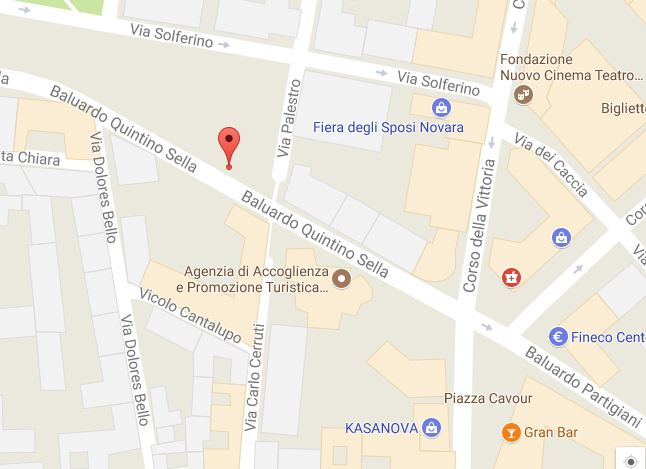 Via Solferino
Via Solferino
Fondazione
Nuovo Cinema Teatro...
Fiera degli Sposi Novara
Bigliette
Via Palestro
Baluardo Quintino Sella
Via dei Caccia
ta Chiara
Via Dolores Bello
Corso della Vittoria
Baluardo Quintino Sella
Agenzia di Accoglienza
e Promozione Turistica...
Vicolo Cantalupo
Via Dolores Bello
Via Carlo Cerruti
Fineco Cent
Baluardo Partigiani
Piazza Cavour
KASANOVA
Gran Bar